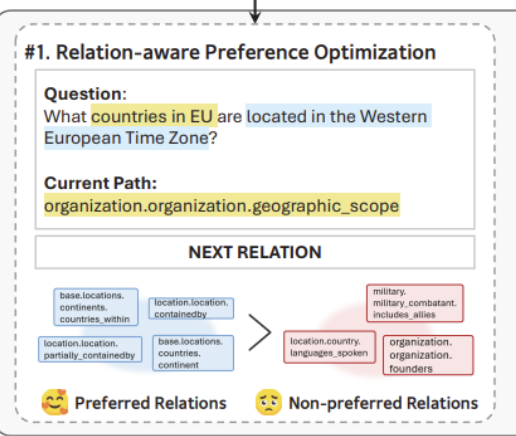 #1. Relation-aware Preference Optimization
Question:
What countries in EU are located in the Western
European Time Zone?
Current Path:
organization.organization.geographic_scope
NEXT RELATION
base.locations.
continents.
countries_within
location.location.
containedby
location.location.
partially_containedby
base.locations.
countries.
continent
>
military.
military_combatant.
includes_allies
location.country.
languages_spoken
organization.
organization.
founders
Preferred Relations
Non-preferred Relations